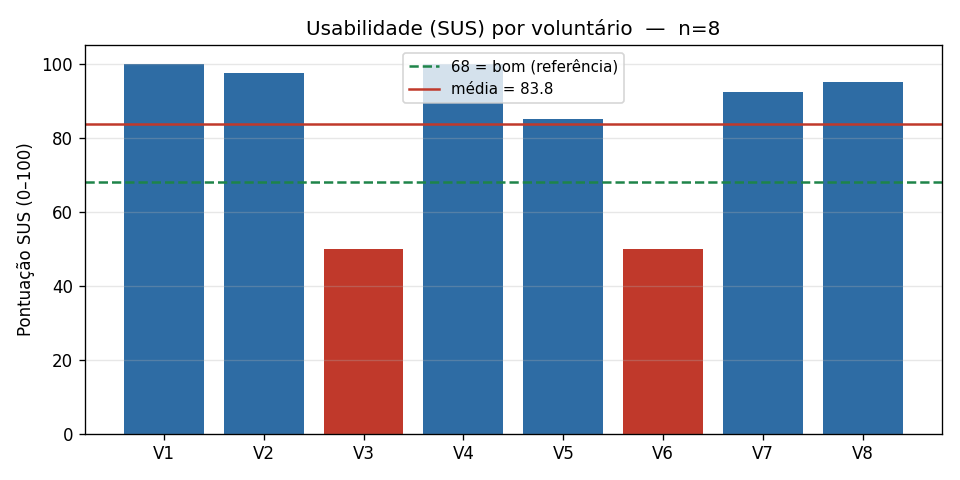 Usabilidade (SUS) por voluntário — n=8
68 = bom (referência)
média = 83.8
Pontuação SUS (0–100)
100
80
60
40
20
0
V1 V2 V3 V4 V5 V6 V7 V8